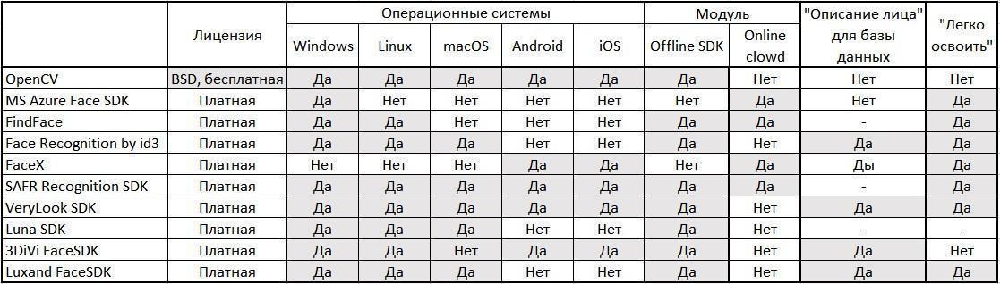 Лицензия Операционные системы Модуль "Описание лица" для базы данных "Легко освоить"
Windows Linux macOS Android iOS Offline SDK Online clowd
OpenCV BSD, бесплатная Да Да Да Да Да Да Нет Нет Нет
MS Azure Face SDK Платная Да Нет Нет Нет Нет Нет Да Нет Да
FindFace Платная Да Да Нет Нет Нет Да Да - Да
Face Recognition by id3 Платная Да Да Да Нет Нет Да Нет Да Да
FaceX Платная Нет Нет Нет Да Да Нет Да Ды Да
SAFR Recognition SDK Платная Да Да Да Да Да Да Да - Да
VeryLook SDK Платная Да Да Да Да Да Да Нет Да Да
Luna SDK Платная Да Да Да Нет Нет Да Нет - -
3DiVi FaceSDK Платная Да Да Нет Да Да Да Нет Да Нет
Luxand FaceSDK Платная Да Да Да Нет Нет Да Нет Да Да